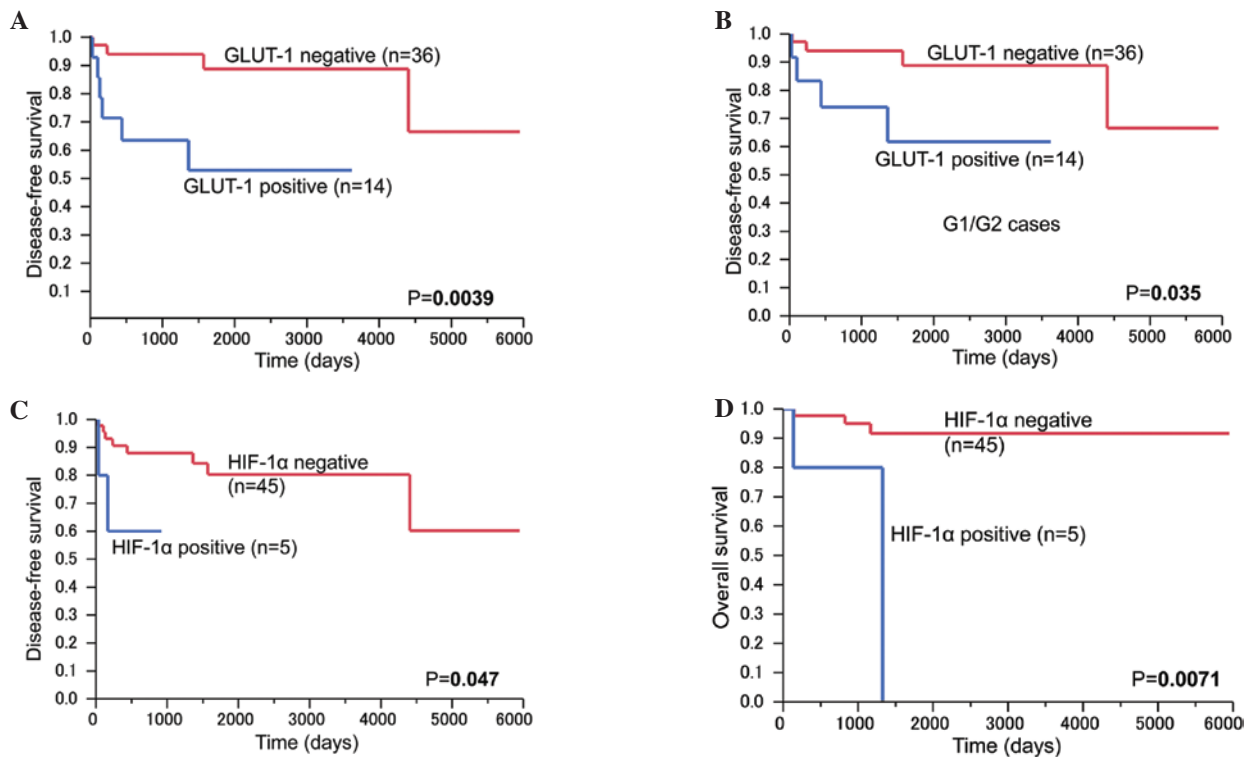 A
1.0
0.9
0.8
0.7
0.6
0.5
0.4
0.3
0.2
0.1
Disease-free survival
GLUT-1 negative (n=36)
GLUT-1 positive (n=14)
P=0.0039
0 1000 2000 3000 4000 5000 6000
Time (days)
B
1.0
0.9
0.8
0.7
0.6
0.5
0.4
0.3
0.2
0.1
0.0
Disease-free survival
GLUT-1 negative (n=36)
GLUT-1 positive (n=14)
G1/G2 cases
P=0.035
0 1000 2000 3000 4000 5000 6000
Time (days)
C
1.0
0.9
0.8
0.7
0.6
0.5
0.4
0.3
0.2
0.1
0.0
Disease-free survival
HIF-1α negative
(n=45)
HIF-1α positive (n=5)
P=0.047
0 1000 2000 3000 4000 5000 6000
Time (days)
D
1.0
0.9
0.8
0.7
0.6
0.5
0.4
0.3
0.2
0.1
0.0
Overall survival
HIF-1α negative
(n=45)
HIF-1α positive (n=5)
P=0.0071
0 1000 2000 3000 4000 5000 6000
Time (days)